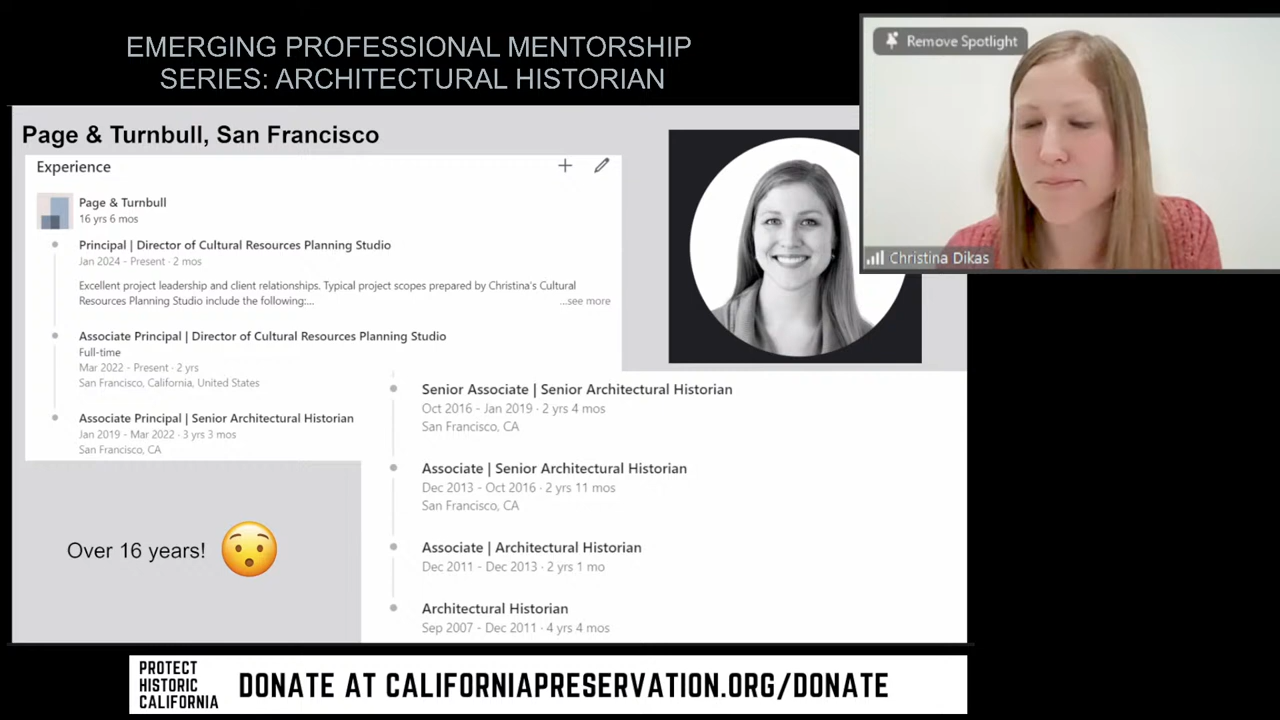 EMERGING PROFESSIONAL MENTORSHIP
SERIES: ARCHITECTURAL HISTORIAN
Remove Spotlight
Christina Dikas
Page & Turnbull, San Francisco
Experience
Page & Turnbull
16 yrs 6 mos
Principal | Director of Cultural Resources Planning Studio
Jan 2024 - Present · 2 mos
Excellent project leadership and client relationships. Typical project scopes prepared by Christina's Cultural
Resources Planning Studio include the following:...
...see more
Associate Principal | Director of Cultural Resources Planning Studio
Full-time
Mar 2022 - Present · 2 yrs
San Francisco, California, United States
Associate Principal | Senior Architectural Historian
Jan 2019 - Mar 2022 · 3 yrs 3 mos
San Francisco, CA
Senior Associate | Senior Architectural Historian
Oct 2016 - Jan 2019 · 2 yrs 4 mos
San Francisco, CA
Associate | Senior Architectural Historian
Dec 2013 - Oct 2016 · 2 yrs 11 mos
San Francisco, CA
Associate | Architectural Historian
Dec 2011 - Dec 2013 · 2 yrs 1 mo
Architectural Historian
Sep 2007 - Dec 2011 · 4 yrs 4 mos
Over 16 years!
PROTECT
HISTORIC
CALIFORNIA
DONATE AT CALIFORNIAPRESERVATION.ORG/DONATE